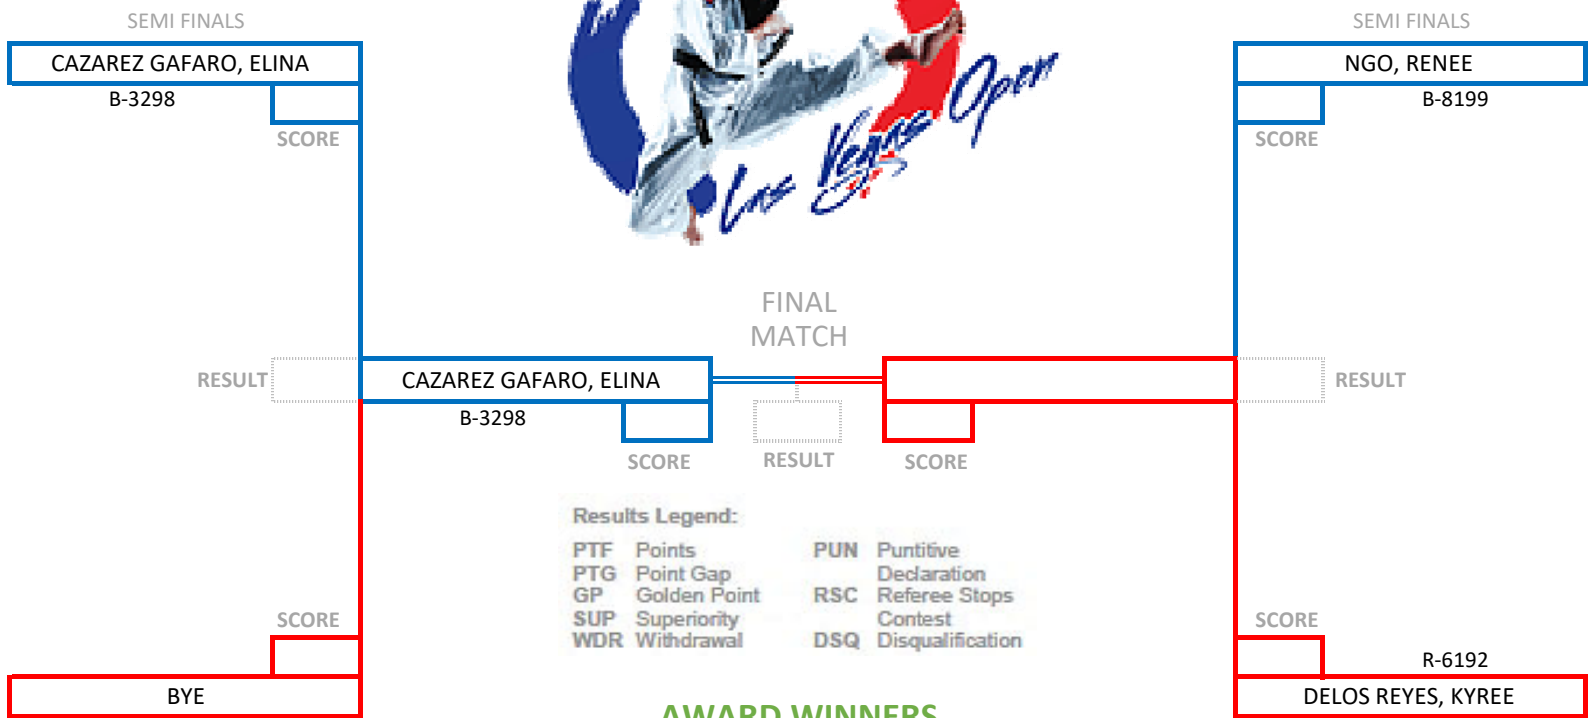 SEMI FINALS
SEMI FINALS
CAZAREZ GAFARO, ELINA
NGO, RENEE
B-3298
B-8199
SCORE
SCORE
Las Vegas Open
FINAL
MATCH
RESULT
CAZAREZ GAFARO, ELINA
RESULT
B-3298
SCORE
RESULT
SCORE
Results Legend:
PTF Points
PTG Point Gap
GP Golden Point
SUP Superiority
WDR Withdrawal
PUN Puntitive
Declaration
RSC Referee Stops
Contest
DSQ Disqualification
SCORE
SCORE
R-6192
BYE
DELOS REYES, KYREE
AWARD WINNERS